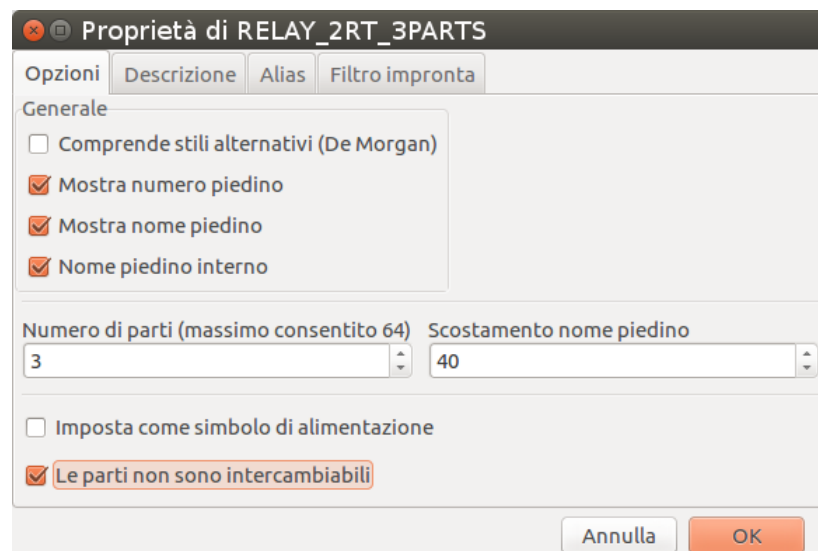 Proprietà di RELAY_2RT_3PARTS
Opzioni Descrizione Alias Filtro impronta
Generale
Comprende stili alternativi (De Morgan)
Mostra numero piedino
Mostra nome piedino
Nome piedino interno
Numero di parti (massimo consentito 64) Scostamento nome piedino
3 40
Imposta come simbolo di alimentazione
Le parti non sono intercambiabili
Annulla OK